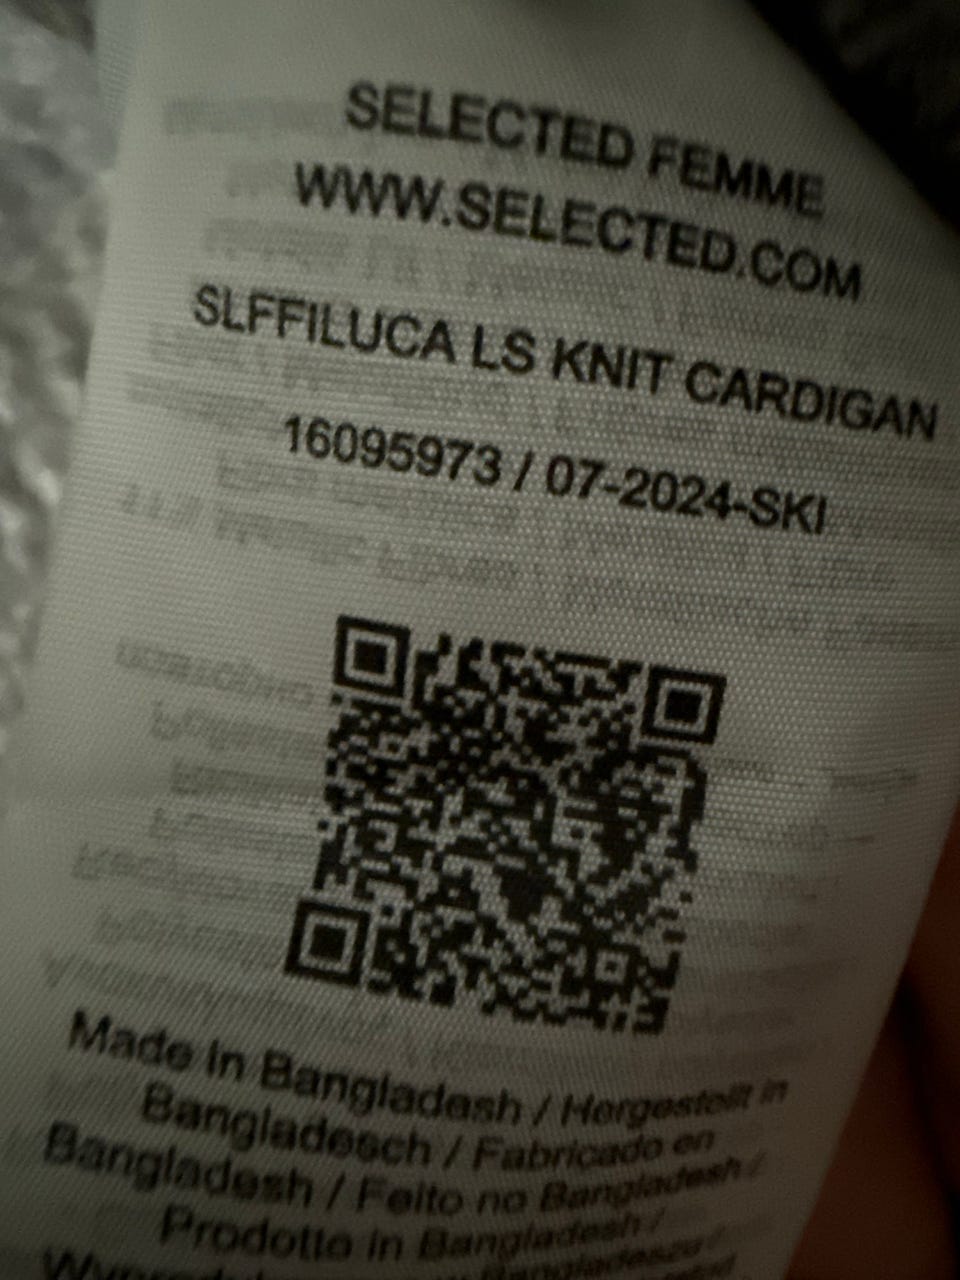 SELECTED FEMME
WWW.SELECTED.COM
SLFFILUCA LS KNIT CARDIGAN
16095973 / 07-2024-SKI
Made in Bangladesh / Hergestellt in
Bangladesch / Fabricado en
Bangladesh / Feito no Bangladesh /
Prodotto in Bangladesh /